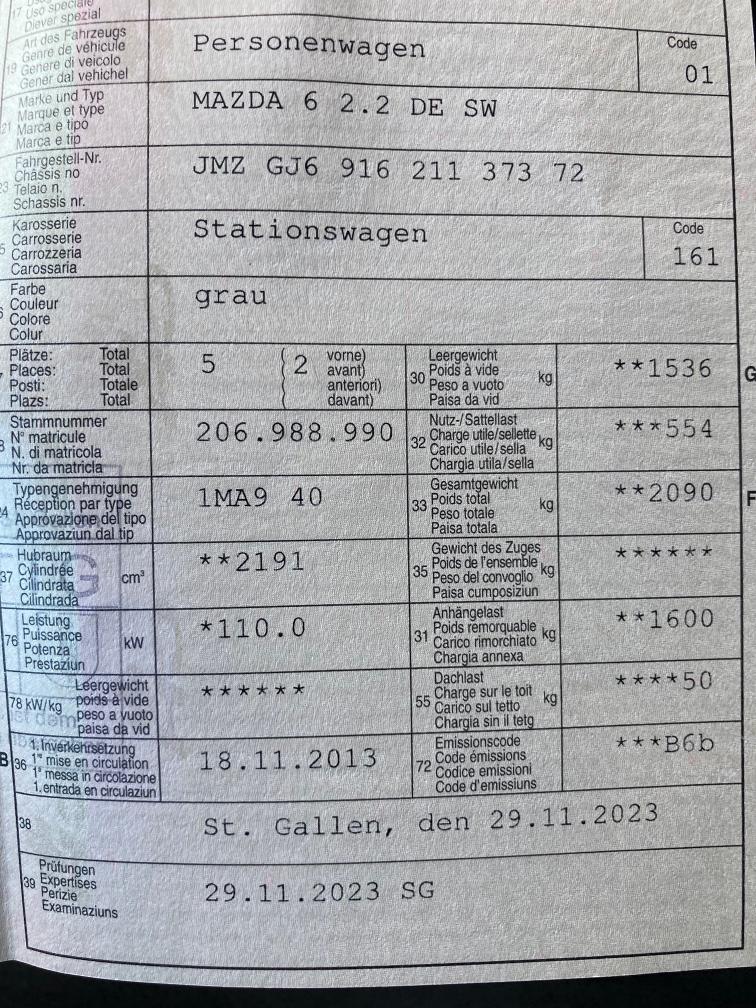 17 Uso speciale
Diever spezial
Art des Fahrzeugs
Genre de véhicule
19 Genere di veicolo
Gener dal vehichel
Personenwagen
Code
01
Marke und Typ
Marque et type
21 Marca e tipo
Marca e tip
MAZDA 6 2.2 DE SW
Fahrgestell-Nr.
Châssis no
23 Telaio n.
Schassis nr.
JMZ GJ6 916 211 373 72
Karosserie
Carrosserie
Carrozzeria
Carossaria
Stationswagen
Code
161
Farbe
Couleur
Colore
Colur
grau
Plätze: Total
Places: Total
Posti: Totale
Plazs: Total
5 ( 2 vorne)
( avant)
( anteriori)
( davant)
Leergewicht
30 Poids à vide kg
Peso a vuoto
Paisa da vid
**1536
G
Stammnummer
N° matricule
N. di matricola
Nr. da matricla
206.988.990
Nutz-/Sattellast
32 Charge utile/sellette kg
Carico utile/sella
Chargia utila/sella
***554
Typengenehmigung
Réception par type
24 Approvazione del tipo
Approvaziun dal tip
1MA9 40
Gesamtgewicht
33 Poids total kg
Peso totale
Paisa totala
**2090
F
Hubraum
37 Cylindrée cm³
Cilindrata
Cilindrada
**2191
Gewicht des Zuges
35 Poids de l'ensemble kg
Peso del convoglio
Paisa cumposiziun
******
Leistung
76 Puissance kW
Potenza
Prestaziun
*110.0
Anhängelast
31 Poids remorquable kg
Carico rimorchiato
Chargia annexa
**1600
Leergewicht
78 kW/kg poids à vide
peso a vuoto
paisa da vid
******
Dachlast
55 Charge sur le toit kg
Carico sul tetto
Chargia sin il tetg
****50
B
1. Inverkehrsetzung
36 1re mise en circulation
1a messa in circolazione
1. entrada en circulaziun
18.11.2013
Emissionscode
72 Code émissions
Codice emissioni
Code d'emissiuns
***B6b
38 St. Gallen, den 29.11.2023
Prüfungen
39 Expertises
Perizie
Examinaziuns
29.11.2023 SG